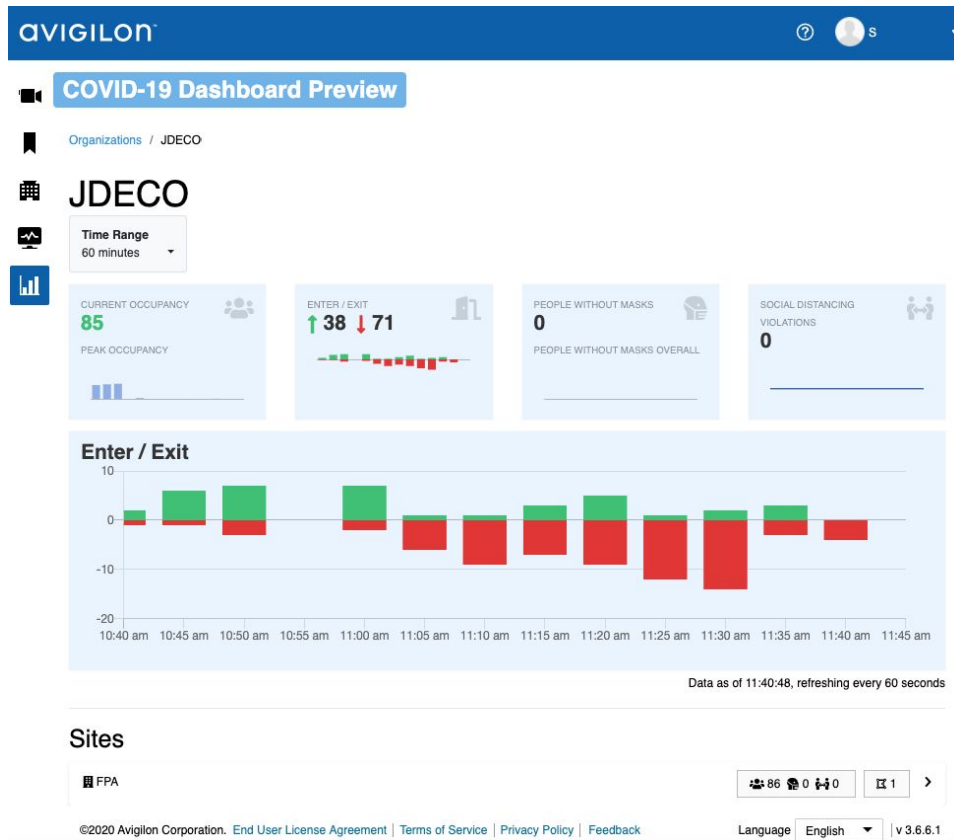 avigilon
S
COVID-19 Dashboard Preview
Organizations / JDECO
JDECO
Time Range
60 minutes
CURRENT OCCUPANCY
85
PEAK OCCUPANCY
ENTER / EXIT
↑ 38 ↓ 71
PEOPLE WITHOUT MASKS
0
PEOPLE WITHOUT MASKS OVERALL
SOCIAL DISTANCING
VIOLATIONS
0
Enter / Exit
10
0
-10
-20
10:40 am 10:45 am 10:50 am 10:55 am 11:00 am 11:05 am 11:10 am 11:15 am 11:20 am 11:25 am 11:30 am 11:35 am 11:40 am 11:45 am
Data as of 11:40:48, refreshing every 60 seconds
Sites
FPA
86 0 0 1
©2020 Avigilon Corporation. End User License Agreement | Terms of Service | Privacy Policy | Feedback
Language English | v 3.6.6.1